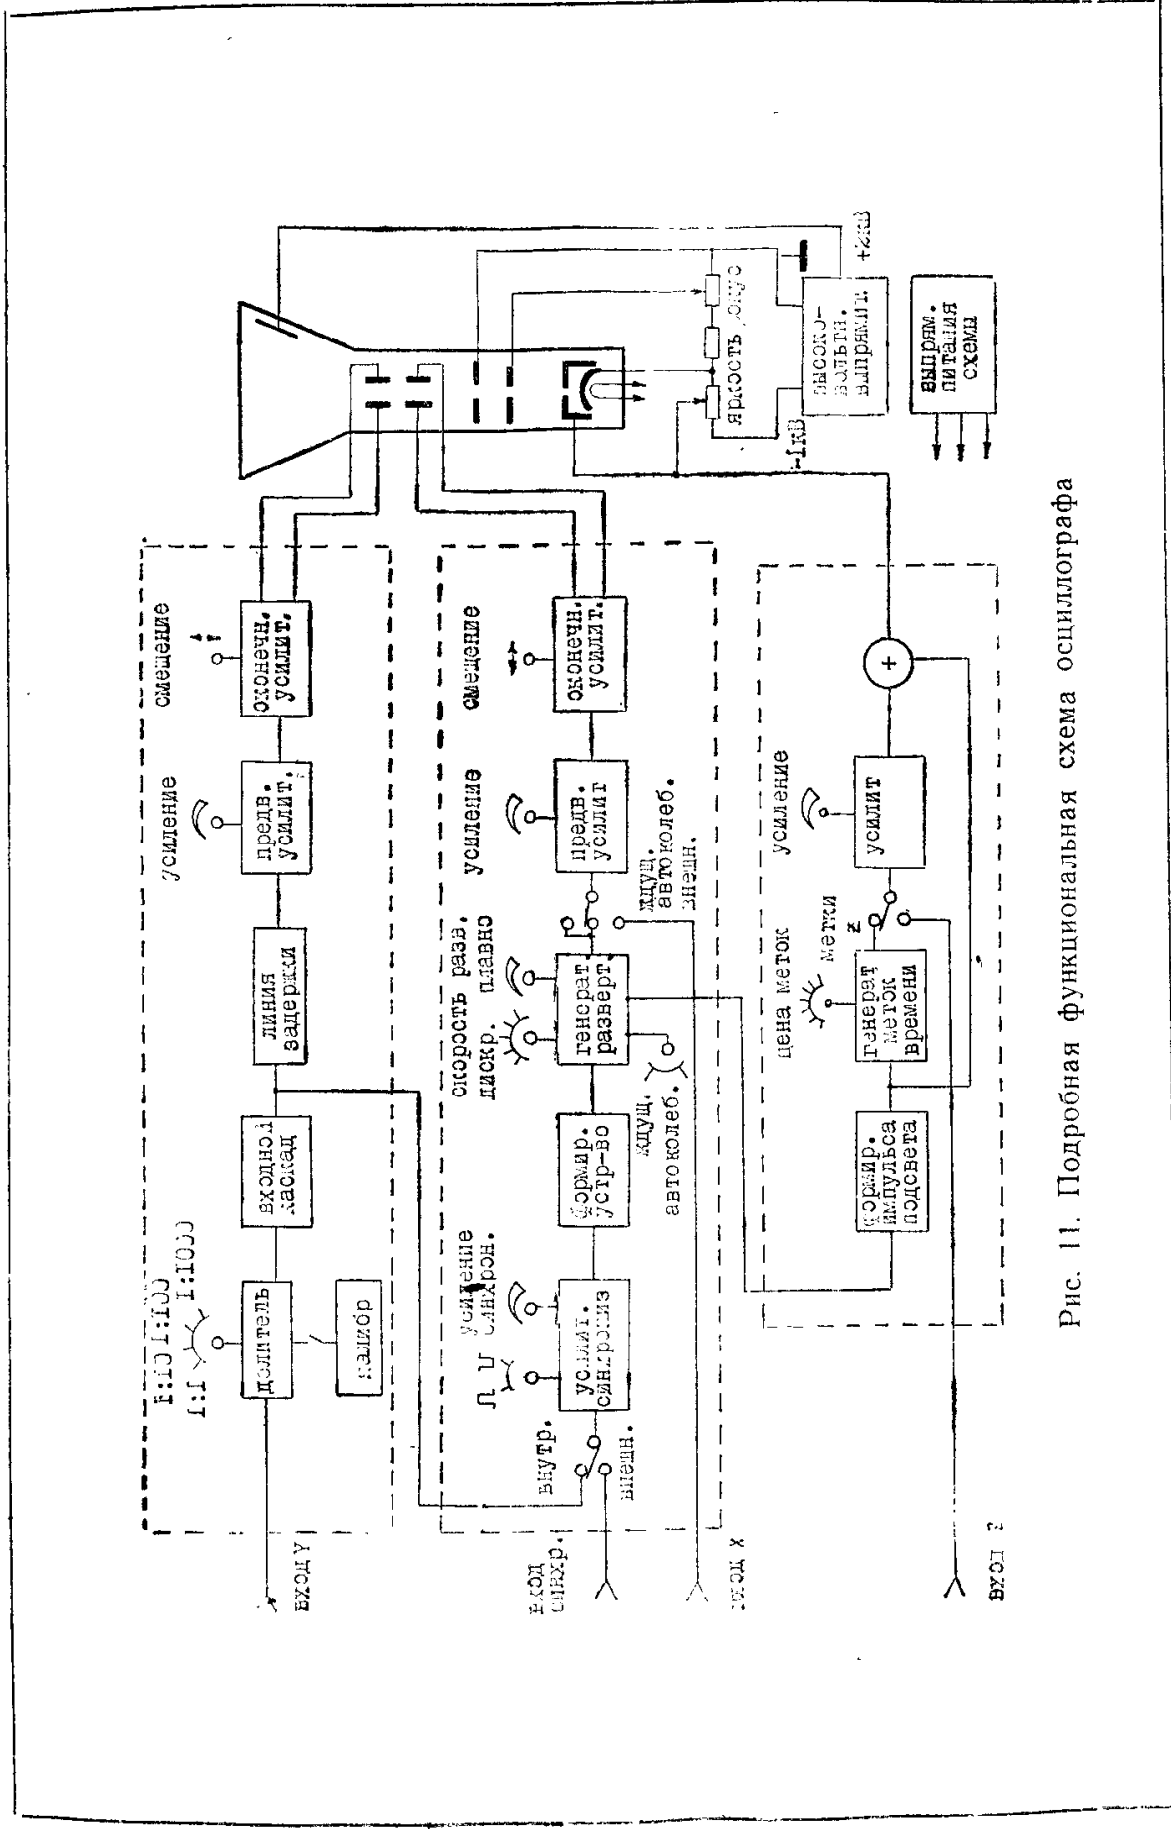 1:10 1:100
1:1 1:1000
делитель
калибр
вход Y
входной
каскад
линия
задержки
усиление
предв.
усилит.
смещение
оконечн.
усилит.
внутр.
внешн.
вход
синхр.
усиление
синхрон.
усилит.
синхрониз
формир.
устр-во
скорость разв.
дискр. плавно
генерат.
разверт.
ждущ.
автоколеб.
усиление
предв.
усилит
ждущ.
автоколеб.
внешн.
смещение
оконечн.
усилит.
вход X
вход Z
формир.
импульса
подсвета
цена меток
генерат
меток
времени
метки
Z
усиление
усилит
+
яркость фокус
-1кв
+2кв
высоко-
вольтн.
выпрямит.
выпрям.
питания
схемы
Рис. 11. Подробная функциональная схема осциллографа